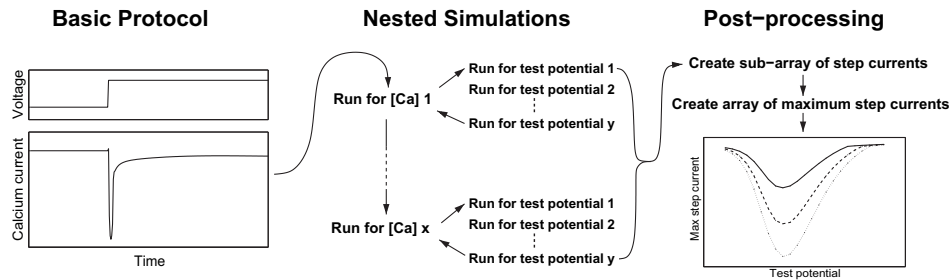 Basic Protocol
Voltage
Calcium current
Time
Nested Simulations
Run for [Ca] 1
Run for test potential 1
Run for test potential 2
Run for test potential y
Run for [Ca] x
Run for test potential 1
Run for test potential 2
Run for test potential y
Post−processing
Create sub−array of step currents
Create array of maximum step currents
Max step current
Test potential